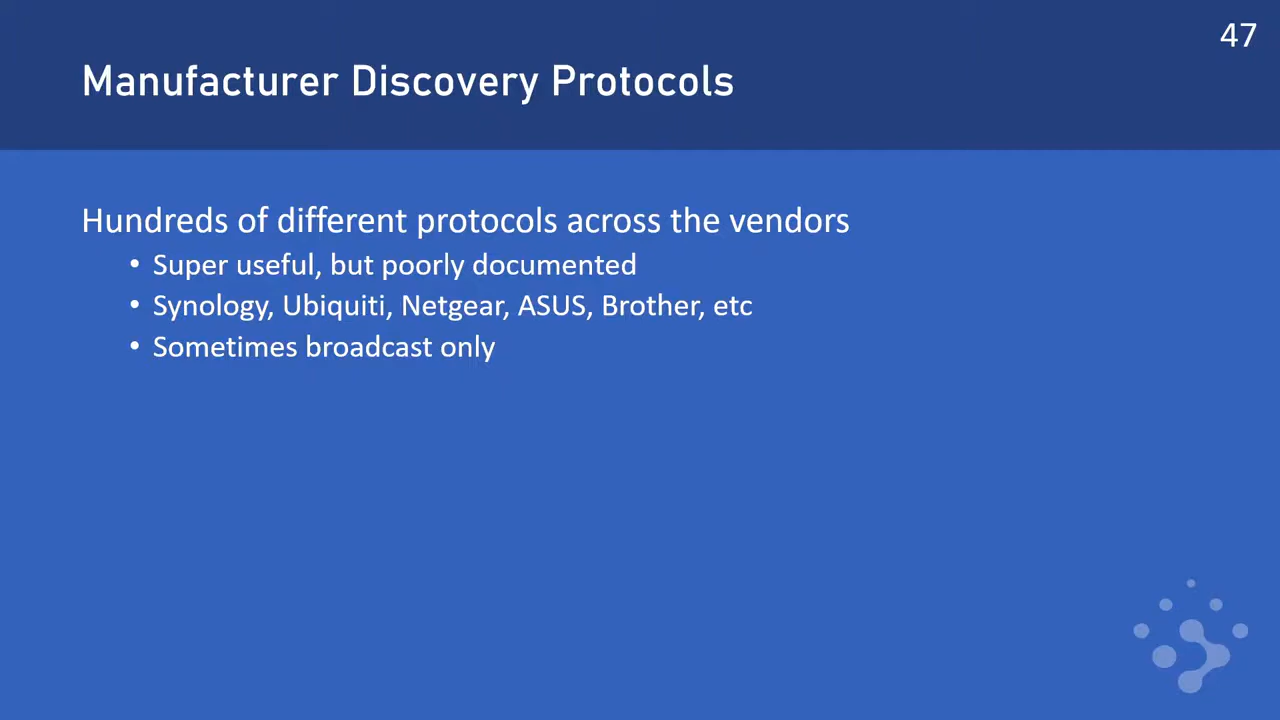 47
Manufacturer Discovery Protocols
Hundreds of different protocols across the vendors
• Super useful, but poorly documented
• Synology, Ubiquiti, Netgear, ASUS, Brother, etc
• Sometimes broadcast only